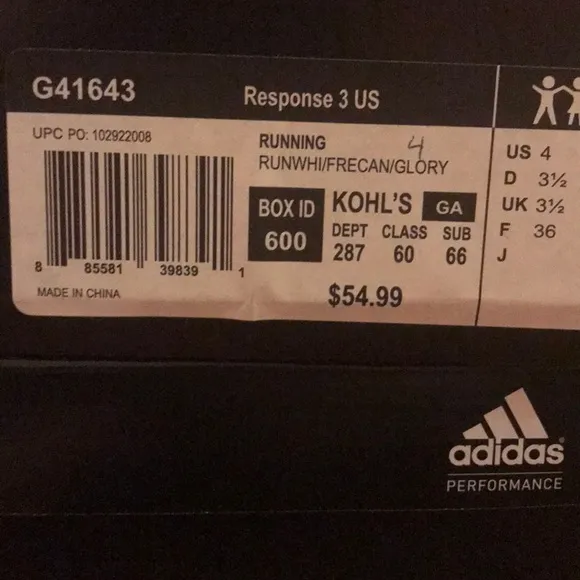 G41643
Response 3 US
UPC PO: 102922008
8 85581 39839 1
MADE IN CHINA
RUNNING
4
RUNWHI/FRECAN/GLORY
BOX ID
600
KOHL'S GA
DEPT CLASS SUB
287 60 66
$54.99
US 4
D 3½
UK 3½
F 36
J
adidas
PERFORMANCE